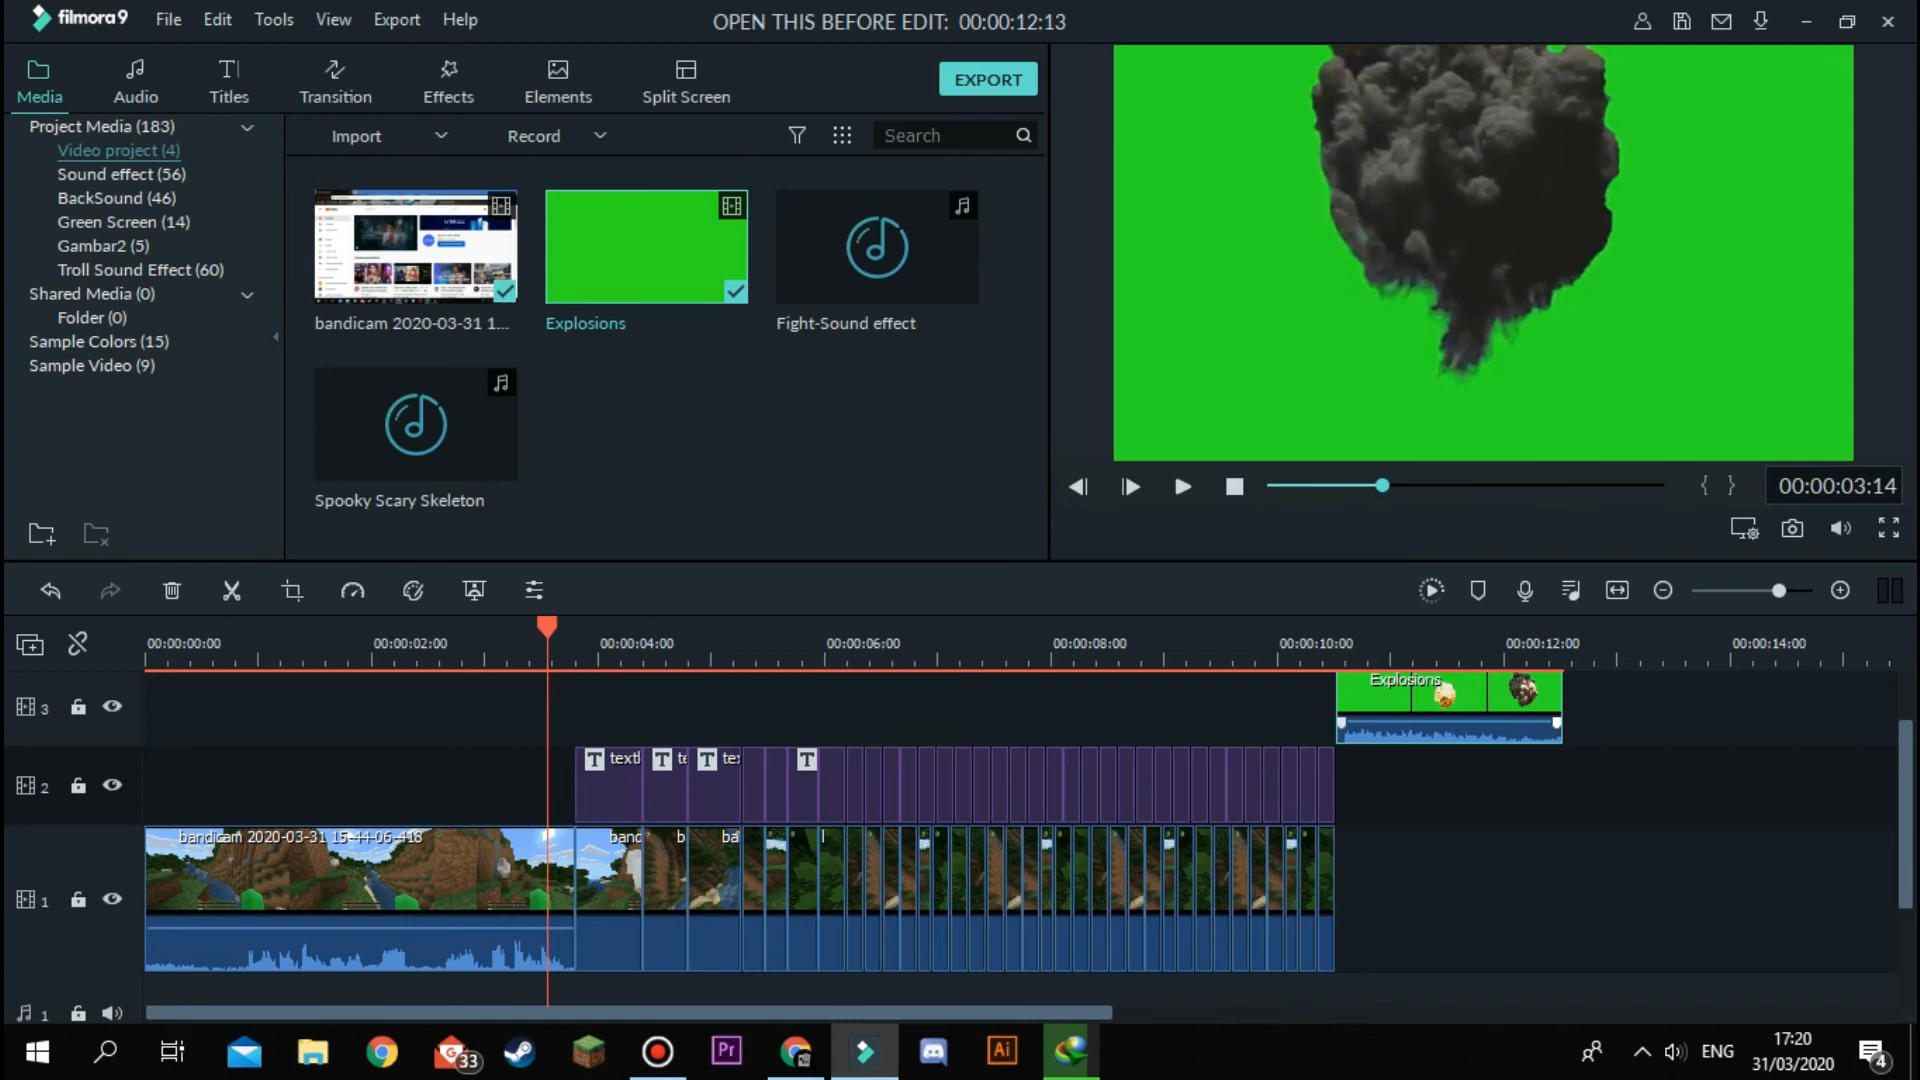 filmora9 File Edit Tools View Export Help OPEN THIS BEFORE EDIT: 00:00:12:13
Media Audio Titles Transition Effects Elements Split Screen EXPORT
Project Media (183)
Video project (4)
Sound effect (56)
BackSound (46)
Green Screen (14)
Gambar2 (5)
Troll Sound Effect (60)
Shared Media (0)
Folder (0)
Sample Colors (15)
Sample Video (9)
Import Record Search
bandicam 2020-03-31 1... Explosions Fight-Sound effect
Spooky Scary Skeleton
{ } 00:00:03:14
00:00:00:00 00:00:02:00 00:00:04:00 00:00:06:00 00:00:08:00 00:00:10:00 00:00:12:00 00:00:14:00
3 Explosions
2 T textl T te T tex T
1 bandicam 2020-03-31 15-44-06-418 banc b ba l
1
33 Pr Ai ENG 17:20
31/03/2020 4